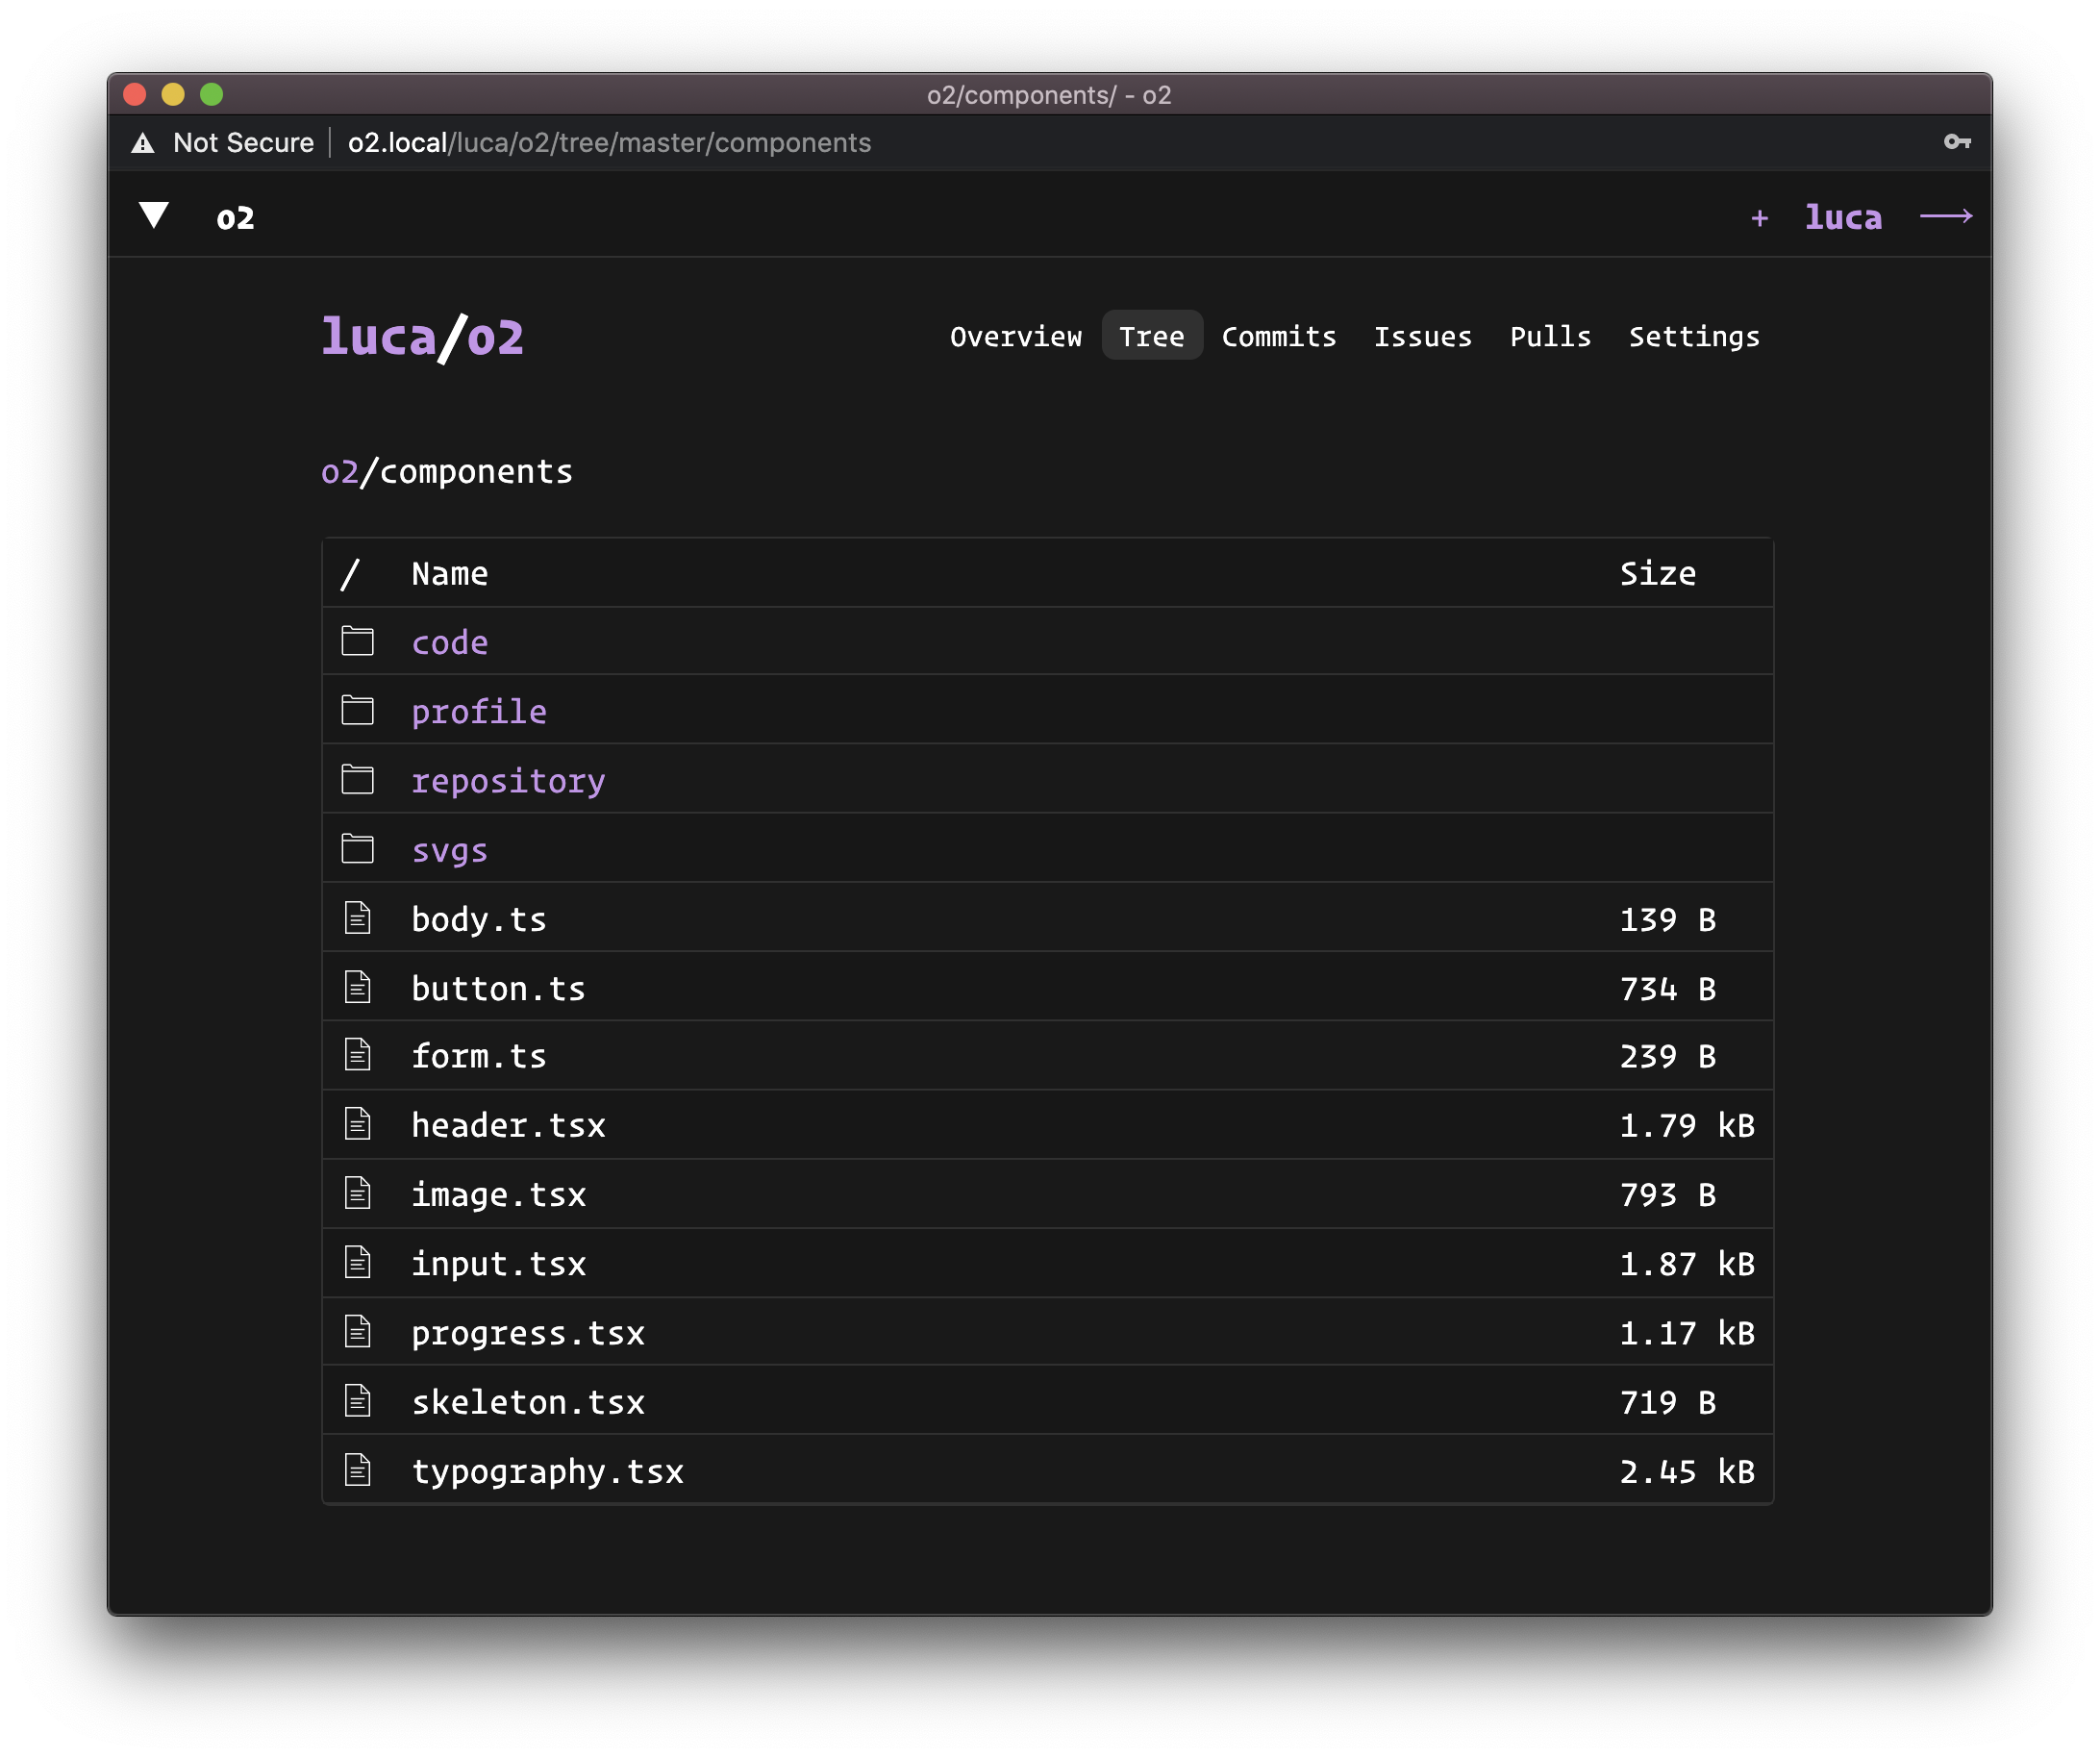 o2/components/ - o2
Not Secure | o2.local/luca/o2/tree/master/components
o2 + luca
luca/o2 Overview Tree Commits Issues Pulls Settings
o2/components
/ Name Size
code
profile
repository
svgs
body.ts 139 B
button.ts 734 B
form.ts 239 B
header.tsx 1.79 kB
image.tsx 793 B
input.tsx 1.87 kB
progress.tsx 1.17 kB
skeleton.tsx 719 B
typography.tsx 2.45 kB